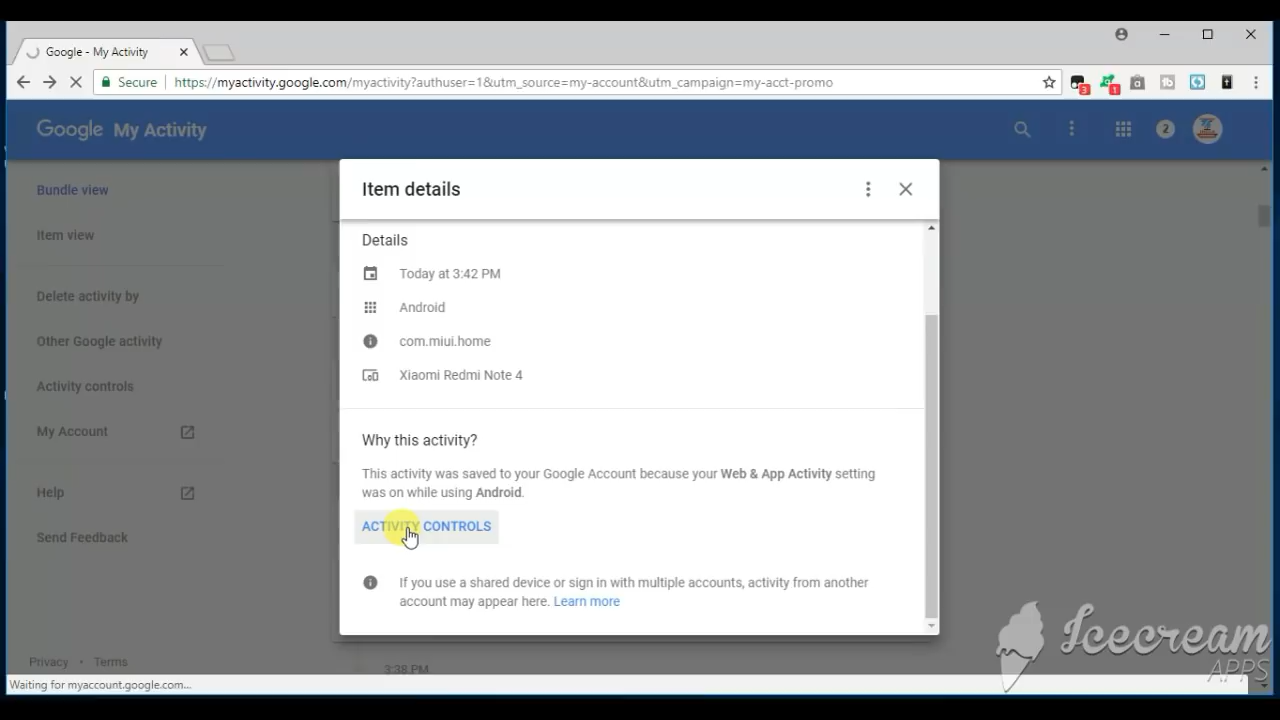 Google - My Activity
Secure https://myactivity.google.com/myactivity?authuser=1&utm_source=my-account&utm_campaign=my-acct-promo
3
1
Google My Activity
2
Bundle view
Item view
Delete activity by
Other Google activity
Activity controls
My Account
Help
Send Feedback
Privacy • Terms
Item details
Details
Today at 3:42 PM
Android
com.miui.home
Xiaomi Redmi Note 4
Why this activity?
This activity was saved to your Google Account because your Web & App Activity setting
was on while using Android.
ACTIVITY CONTROLS
If you use a shared device or sign in with multiple accounts, activity from another
account may appear here. Learn more
3:38 PM
Waiting for myaccount.google.com...
Icecream
APPS